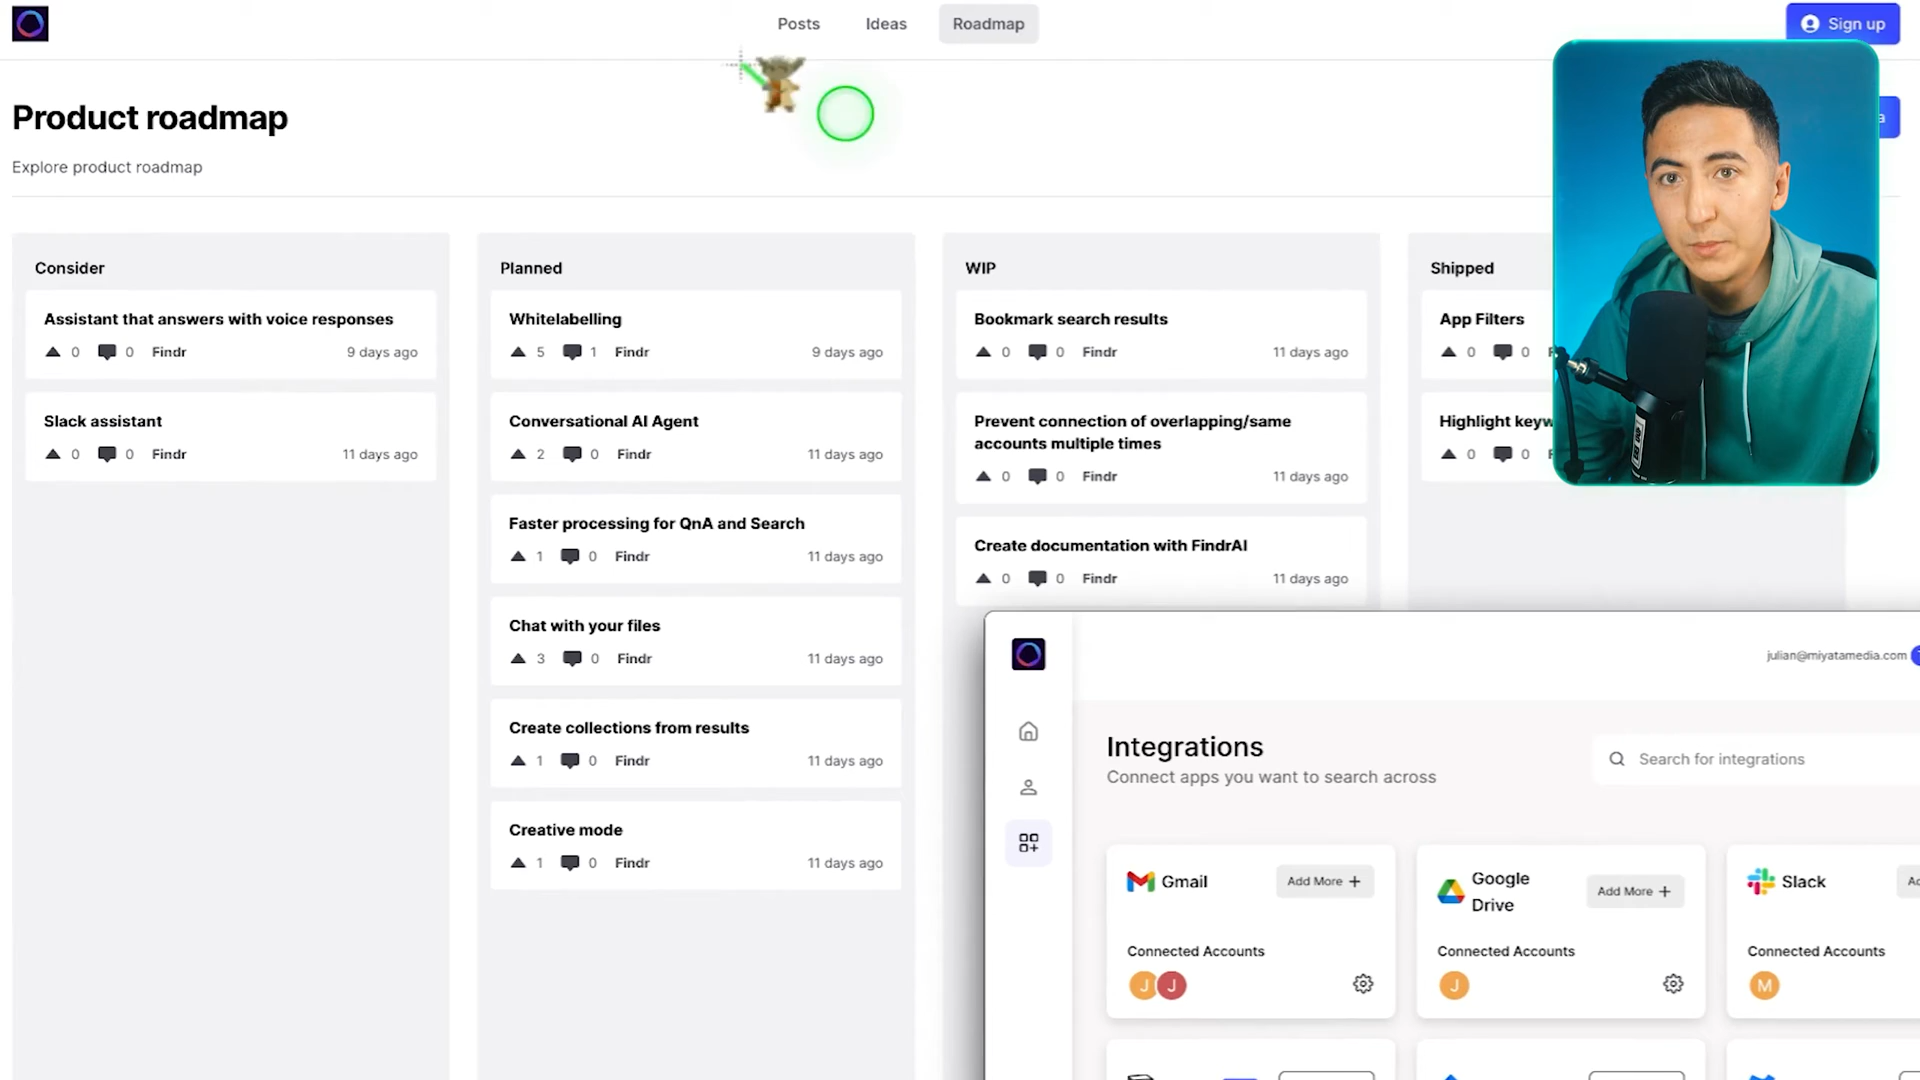 Posts
Ideas
Roadmap
Sign up
Product roadmap
Explore product roadmap
Consider
Assistant that answers with voice responses
0 0 Findr 9 days ago
Slack assistant
0 0 Findr 11 days ago
Planned
Whitelabelling
5 1 Findr 9 days ago
Conversational AI Agent
2 0 Findr 11 days ago
Faster processing for QnA and Search
1 0 Findr 11 days ago
Chat with your files
3 0 Findr 11 days ago
Create collections from results
1 0 Findr 11 days ago
Creative mode
1 0 Findr 11 days ago
WIP
Bookmark search results
0 0 Findr 11 days ago
Prevent connection of overlapping/same
accounts multiple times
0 0 Findr 11 days ago
Create documentation with FindrAI
0 0 Findr 11 days ago
Shipped
App Filters
0 0
Highlight
0 0
julian@miyatamedia.com
Integrations
Connect apps you want to search across
Search for integrations
Gmail
Add More +
Connected Accounts
J J
Google
Drive
Add More +
Connected Accounts
J
Slack
Connected Accounts
M